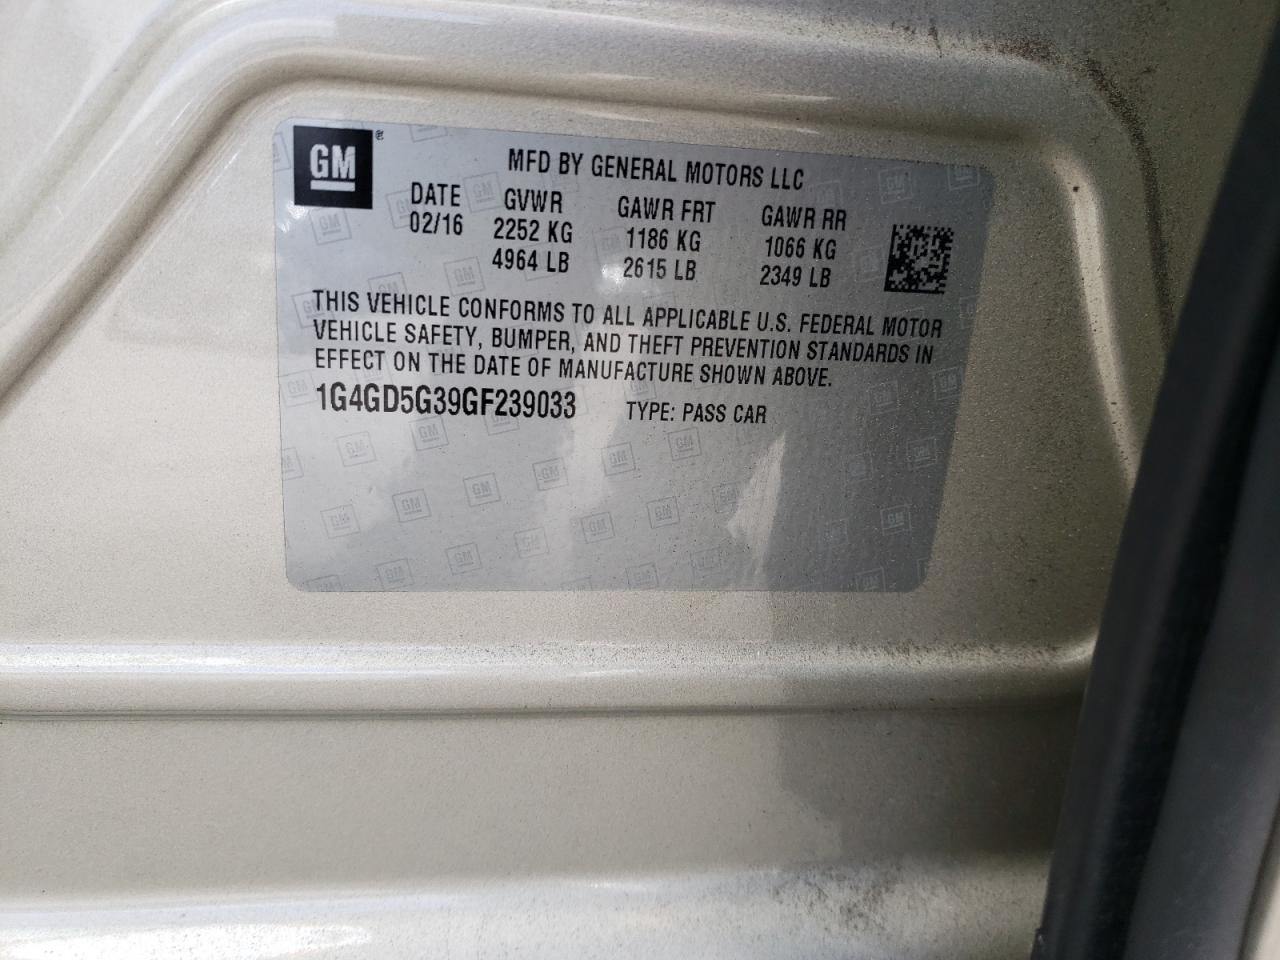 GM ®
MFD BY GENERAL MOTORS LLC
DATE GVWR GAWR FRT GAWR RR
02/16 2252 KG 1186 KG 1066 KG
4964 LB 2615 LB 2349 LB
THIS VEHICLE CONFORMS TO ALL APPLICABLE U.S. FEDERAL MOTOR
VEHICLE SAFETY, BUMPER, AND THEFT PREVENTION STANDARDS IN
EFFECT ON THE DATE OF MANUFACTURE SHOWN ABOVE.
1G4GD5G39GF239033 TYPE: PASS CAR